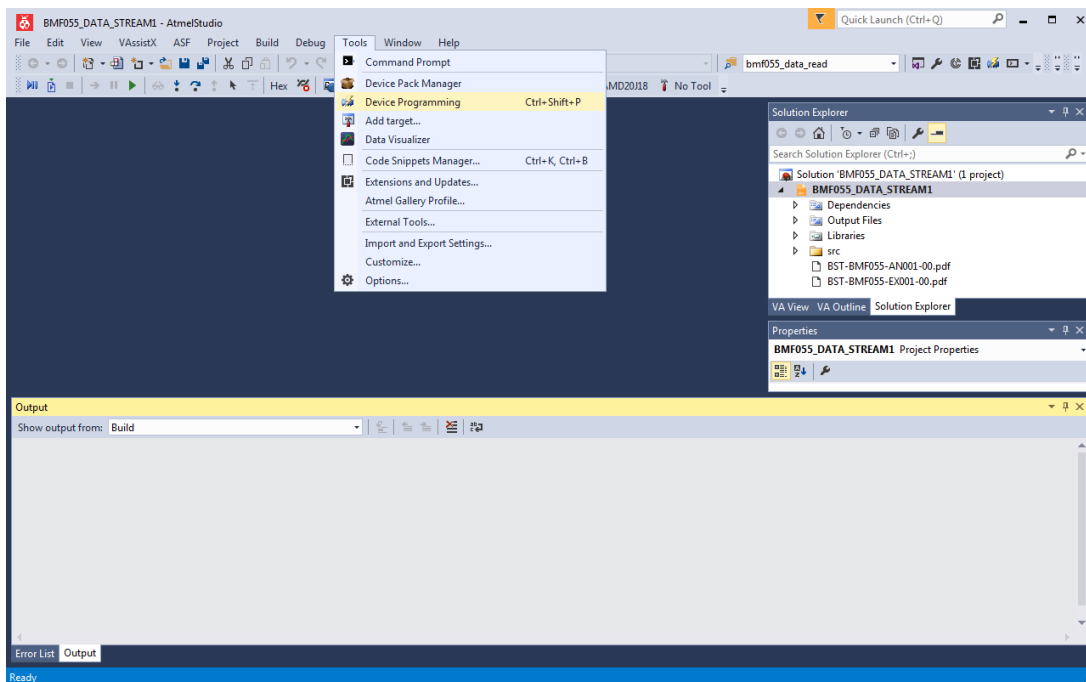 BMF055_DATA_STREAM1 - AtmelStudio
Quick Launch (Ctrl+Q)
File Edit View VAssistX ASF Project Build Debug Tools Window Help
bmf055_data_read
Hex
MD20J18 No Tool
Command Prompt
Device Pack Manager
Device Programming Ctrl+Shift+P
Add target...
Data Visualizer
Code Snippets Manager... Ctrl+K, Ctrl+B
Extensions and Updates...
Atmel Gallery Profile...
External Tools...
Import and Export Settings...
Customize...
Options...
Solution Explorer
Search Solution Explorer (Ctrl+;)
Solution 'BMF055_DATA_STREAM1' (1 project)
BMF055_DATA_STREAM1
Dependencies
Output Files
Libraries
src
BST-BMF055-AN001-00.pdf
BST-BMF055-EX001-00.pdf
VA View VA Outline Solution Explorer
Properties
BMF055_DATA_STREAM1 Project Properties
Output
Show output from: Build
Error List Output
Ready